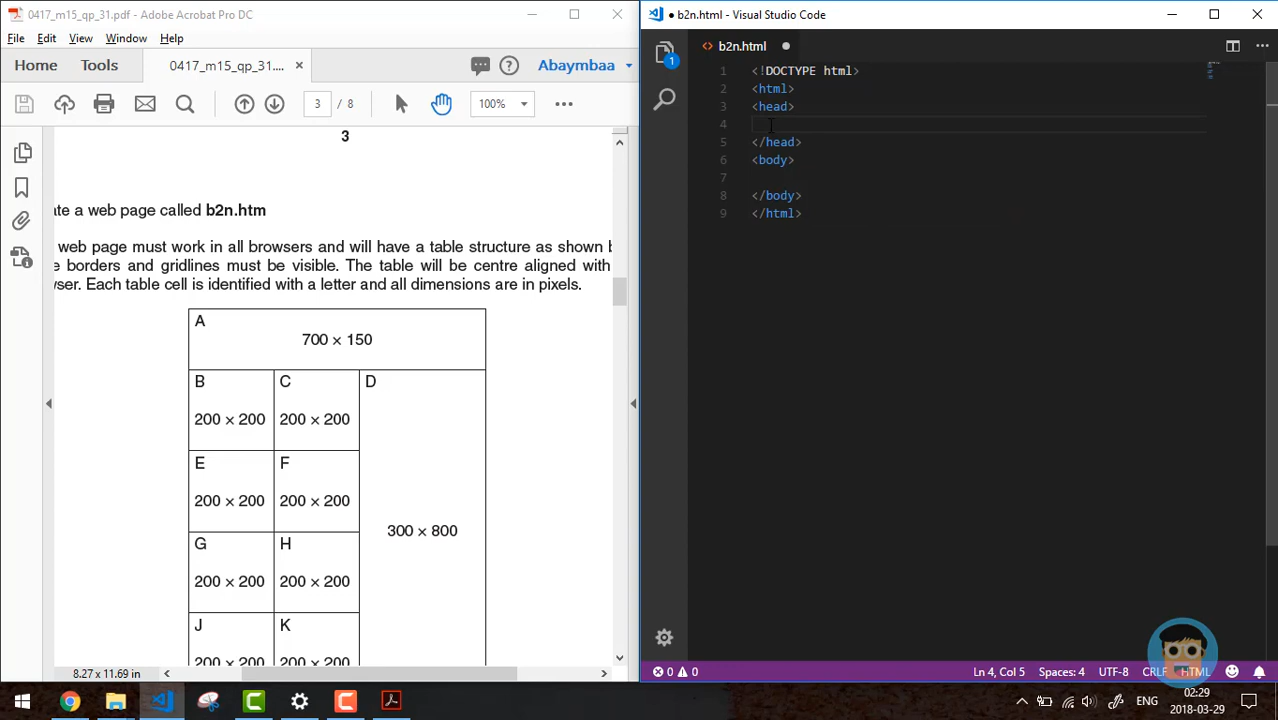 0417_m15_qp_31.pdf - Adobe Acrobat Pro DC
File Edit View Window Help
Home Tools 0417_m15_qp_31.... × Abaymbaa
3 / 8 100%
3
ate a web page called b2n.htm
web page must work in all browsers and will have a table structure as shown
e borders and gridlines must be visible. The table will be centre aligned with
wser. Each table cell is identified with a letter and all dimensions are in pixels.
A
700 × 150
B C D
200 × 200 200 × 200
E F
200 × 200 200 × 200
300 × 800
G H
200 × 200 200 × 200
J K
200 × 200 200 × 200
8.27 x 11.69 in
● b2n.html - Visual Studio Code
b2n.html
1
1 <!DOCTYPE html>
2 <html>
3 <head>
4
5 </head>
6 <body>
7
8 </body>
9 </html>
0 0 Ln 4, Col 5 Spaces: 4 UTF-8 CRLF HTML
ENG 02:29
2018-03-29